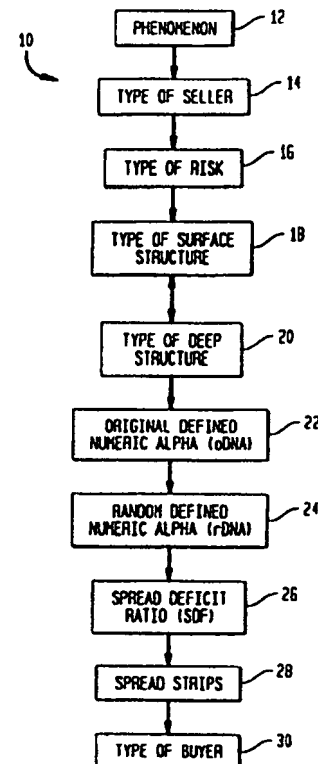 10
PHENOMENON
12
TYPE OF SELLER
14
TYPE OF RISK
16
TYPE OF SURFACE
STRUCTURE
18
TYPE OF DEEP
STRUCTURE
20
ORIGINAL DEFINED
NUMERIC ALPHA (oDNA)
22
RANDOM DEFINED
NUMERIC ALPHA (rDNA)
24
SPREAD DEFICIT
RATIO (SDF)
26
SPREAD STRIPS
28
TYPE OF BUYER
30